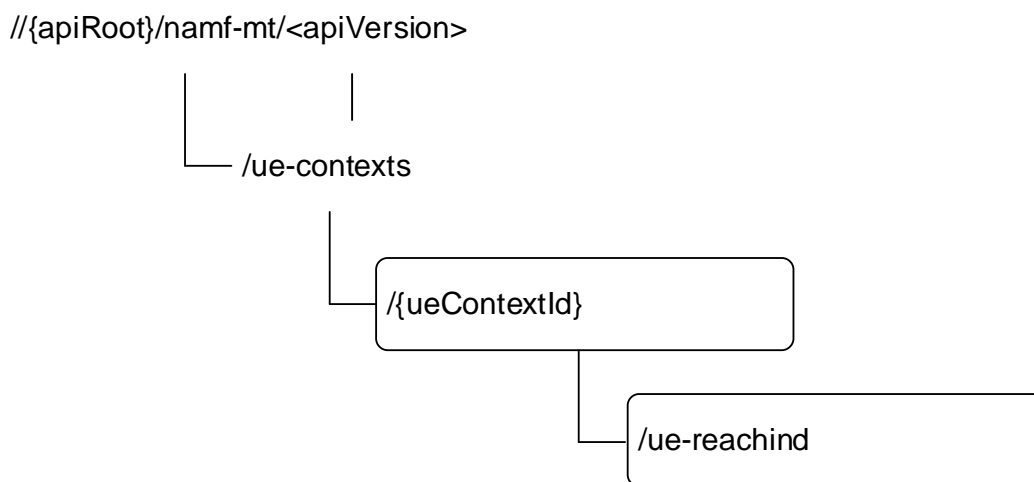 //{apiRoot}/namf-mt/<apiVersion>
/ue-contexts
/{ueContextId}
/ue-reachind